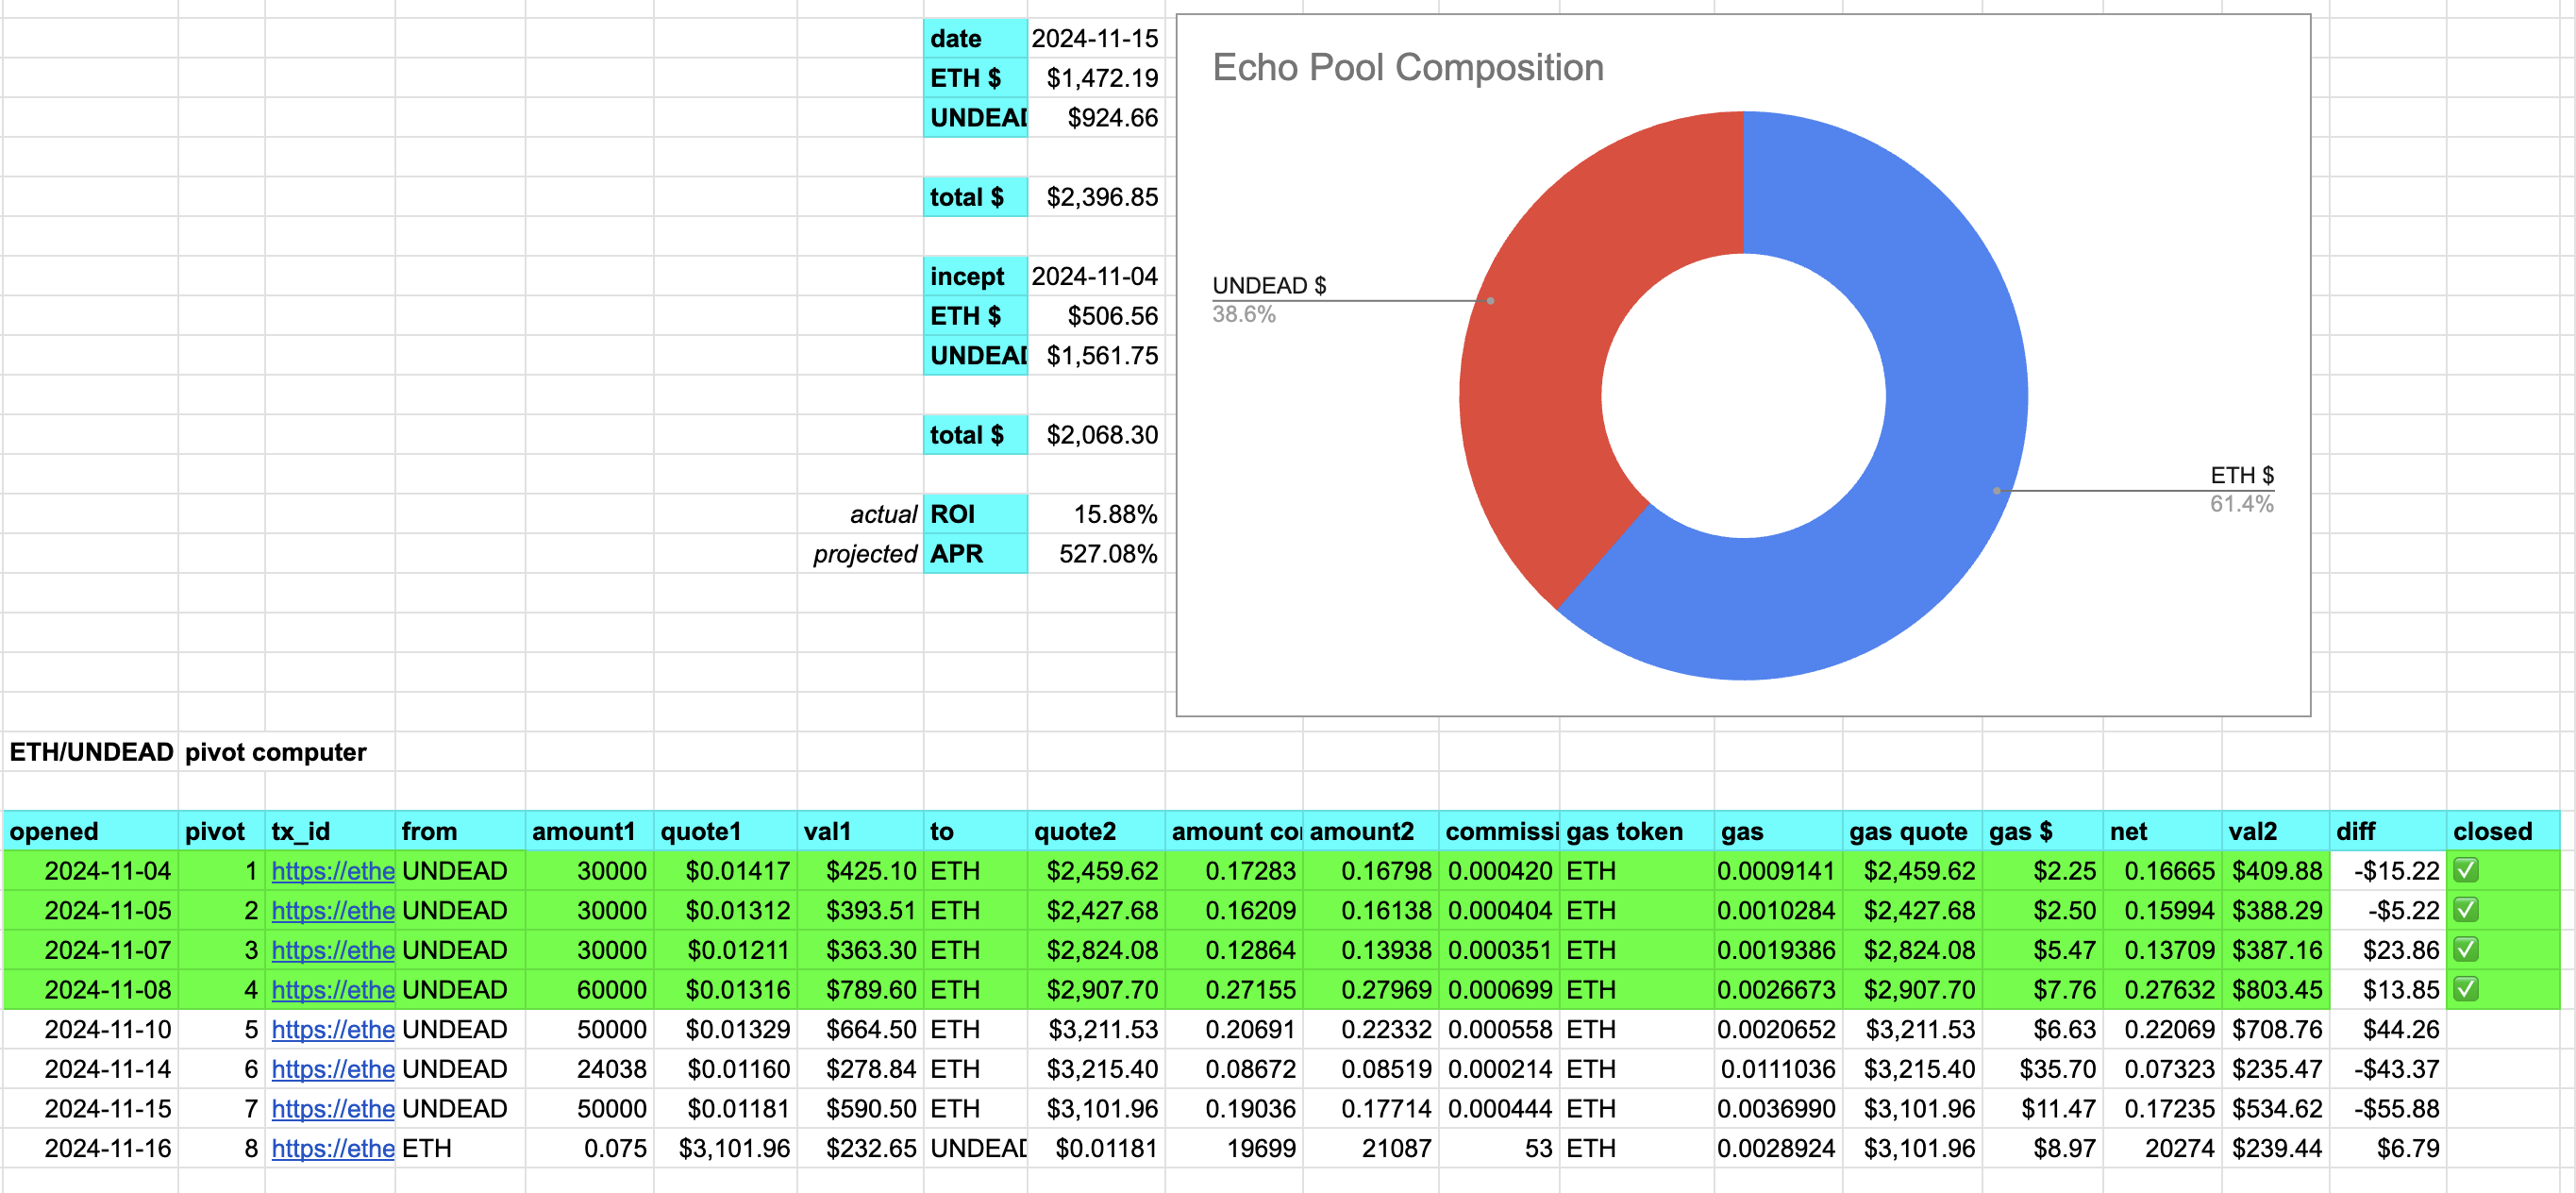 date 2024-11-15
ETH $ $1,472.19
UNDEAD $924.66
total $ $2,396.85
incept 2024-11-04
ETH $ $506.56
UNDEAD $1,561.75
total $ $2,068.30
actual ROI 15.88%
projected APR 527.08%
Echo Pool Composition
UNDEAD $
38.6%
ETH $
61.4%
ETH/UNDEAD pivot computer
opened pivot tx_id from amount1 quote1 val1 to quote2 amount co amount2 commissi gas token gas gas quote gas $ net val2 diff closed
2024-11-04 1 https://ethe UNDEAD 30000 $0.01417 $425.10 ETH $2,459.62 0.17283 0.16798 0.000420 ETH 0.0009141 $2,459.62 $2.25 0.16665 $409.88 -$15.22 ✅
2024-11-05 2 https://ethe UNDEAD 30000 $0.01312 $393.51 ETH $2,427.68 0.16209 0.16138 0.000404 ETH 0.0010284 $2,427.68 $2.50 0.15994 $388.29 -$5.22 ✅
2024-11-07 3 https://ethe UNDEAD 30000 $0.01211 $363.30 ETH $2,824.08 0.12864 0.13938 0.000351 ETH 0.0019386 $2,824.08 $5.47 0.13709 $387.16 $23.86 ✅
2024-11-08 4 https://ethe UNDEAD 60000 $0.01316 $789.60 ETH $2,907.70 0.27155 0.27969 0.000699 ETH 0.0026673 $2,907.70 $7.76 0.27632 $803.45 $13.85 ✅
2024-11-10 5 https://ethe UNDEAD 50000 $0.01329 $664.50 ETH $3,211.53 0.20691 0.22332 0.000558 ETH 0.0020652 $3,211.53 $6.63 0.22069 $708.76 $44.26
2024-11-14 6 https://ethe UNDEAD 24038 $0.01160 $278.84 ETH $3,215.40 0.08672 0.08519 0.000214 ETH 0.0111036 $3,215.40 $35.70 0.07323 $235.47 -$43.37
2024-11-15 7 https://ethe UNDEAD 50000 $0.01181 $590.50 ETH $3,101.96 0.19036 0.17714 0.000444 ETH 0.0036990 $3,101.96 $11.47 0.17235 $534.62 -$55.88
2024-11-16 8 https://ethe ETH 0.075 $3,101.96 $232.65 UNDEAD $0.01181 19699 21087 53 ETH 0.0028924 $3,101.96 $8.97 20274 $239.44 $6.79